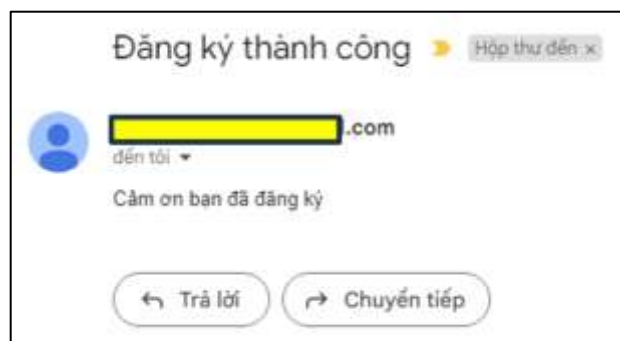 Đăng ký thành công Hộp thư đến ×
.com
đến tôi
Cảm ơn bạn đã đăng ký
Trả lời Chuyển tiếp